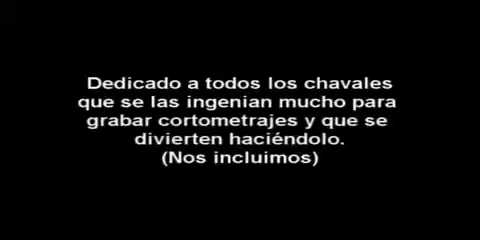 Dedicado a todos los chavales
que se las ingenian mucho para
grabar cortometrajes y que se
divierten haciéndolo.
(Nos incluimos)